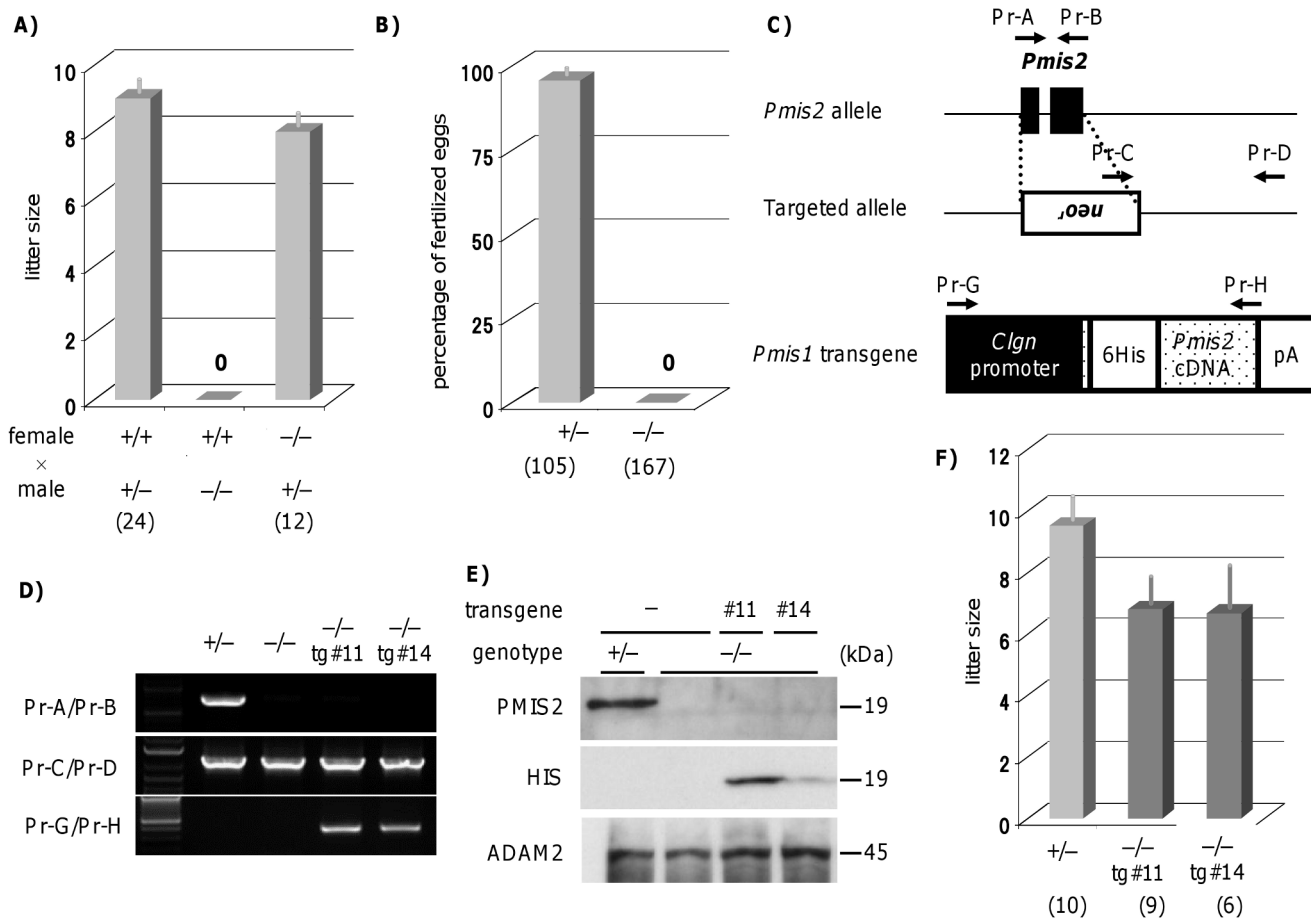 A)
10
8
6
4
2
0
litter size
0
female +/+ +/+ –/–
×
male +/– –/– +/–
(24) (12)
B)
100
75
50
25
0
percentage of fertilized eggs
0
+/– –/–
(105) (167)
C)
Pr-A Pr-B
Pmis2
Pmis2 allele
Pr-C Pr-D
Targeted allele
neoʳ
Pr-G Pr-H
Pmis1 transgene
Clgn promoter
6His
Pmis2 cDNA
pA
D)
–/– –/–
+/– –/– tg#11 tg#14
Pr-A/Pr-B
Pr-C/Pr-D
Pr-G/Pr-H
E)
transgene – #11 #14
genotype +/– –/– (kDa)
PMIS2 19
HIS 19
ADAM2 45
F)
12
10
8
6
4
2
0
litter size
+/– –/– –/–
tg#11 tg#14
(10) (9) (6)